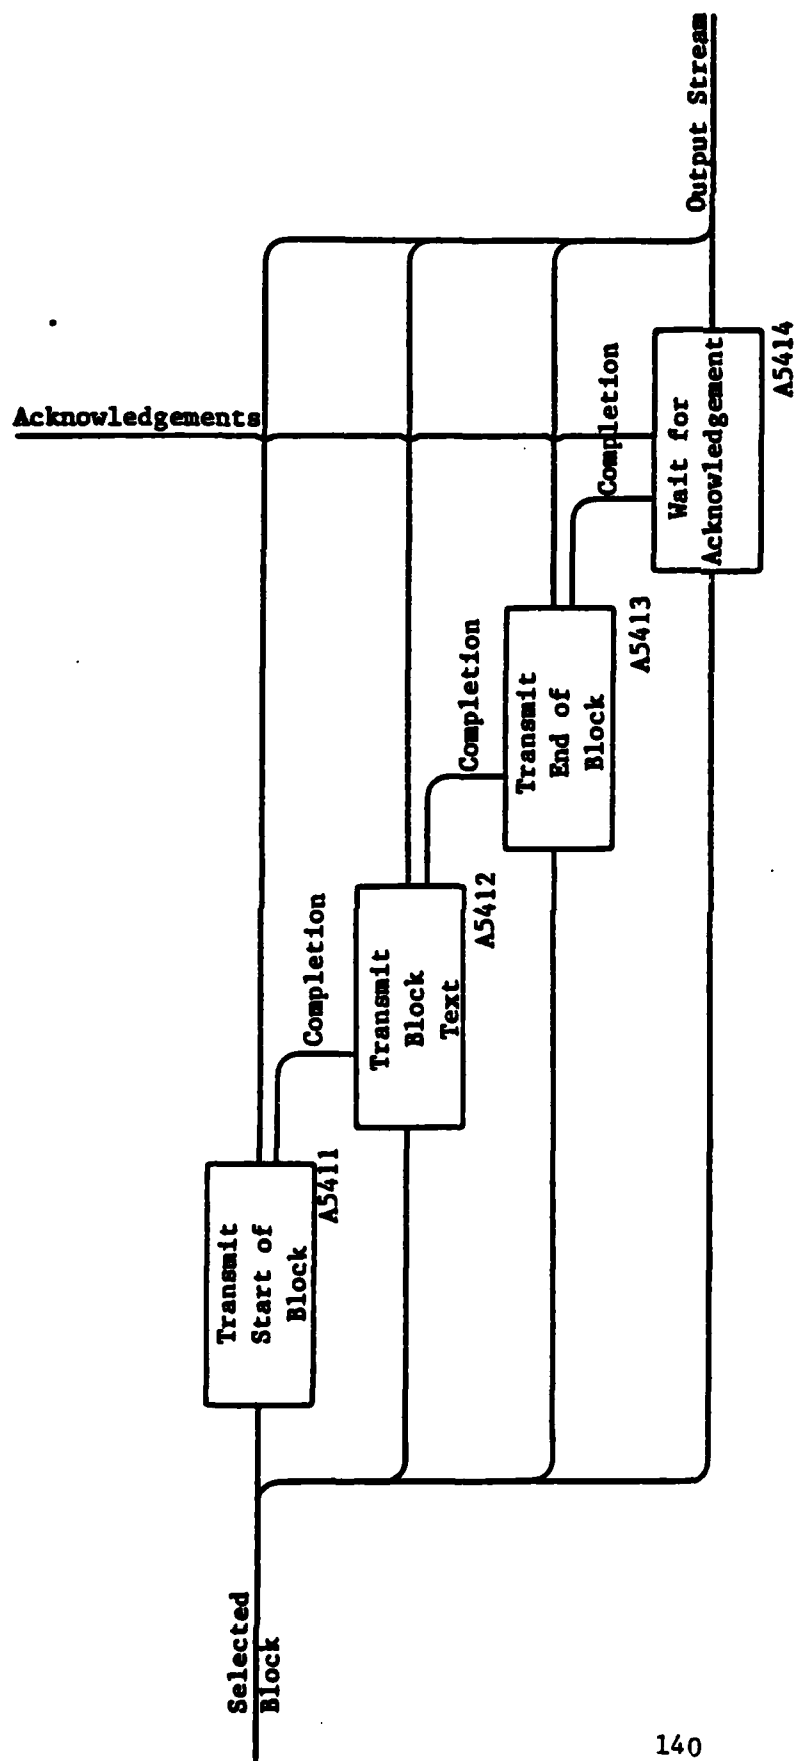 Selected
Block
Transmit
Start of
Block
A5411
Completion
Transmit
Block
Text
A5412
Completion
Transmit
End of
Block
A5413
Completion
Acknowledgements
Wait for
Acknowledgement
A5414
Output Stream
140